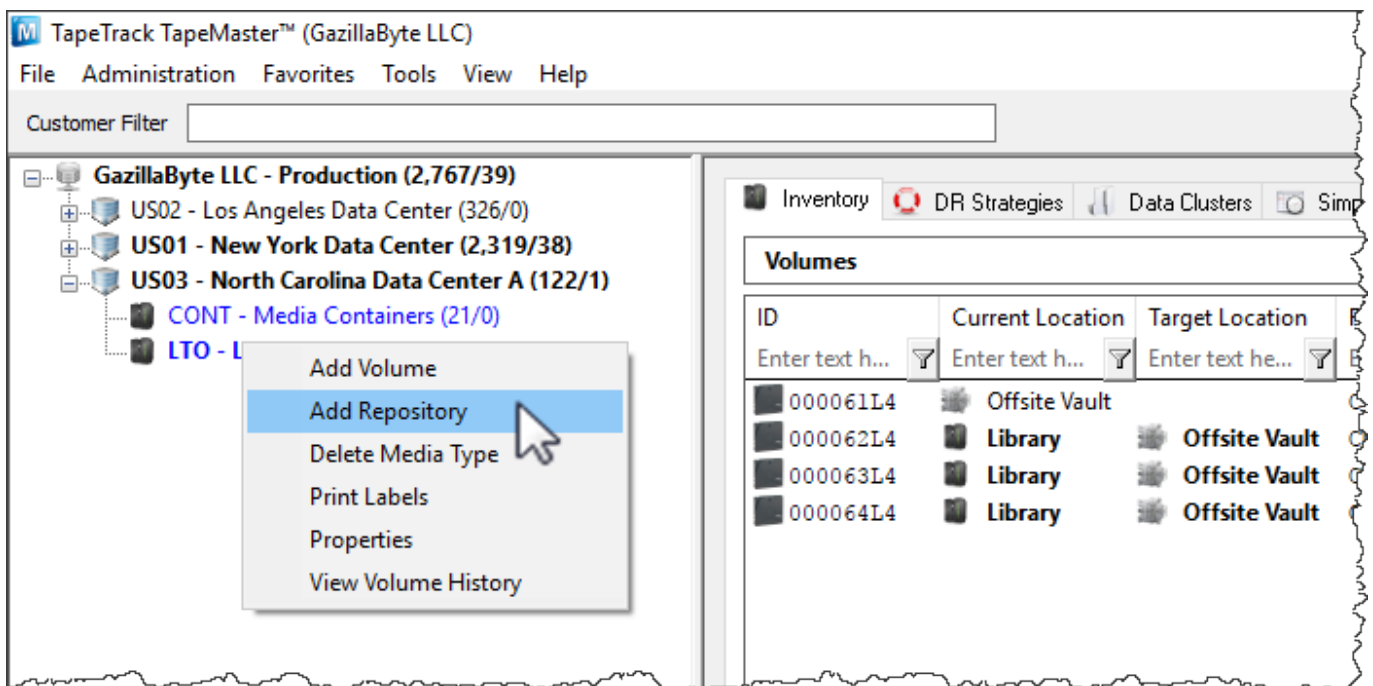 TapeTrack TapeMaster™ (GazillaByte LLC)
File Administration Favorites Tools View Help
Customer Filter
GazillaByte LLC - Production (2,767/39)
US02 - Los Angeles Data Center (326/0)
US01 - New York Data Center (2,319/38)
US03 - North Carolina Data Center A (122/1)
CONT - Media Containers (21/0)
LTO - L
Add Volume
Add Repository
Delete Media Type
Print Labels
Properties
View Volume History
Inventory DR Strategies Data Clusters Simp
Volumes
ID Current Location Target Location
Enter text h... Enter text h... Enter text he...
000061L4 Offsite Vault
000062L4 Library Offsite Vault
000063L4 Library Offsite Vault
000064L4 Library Offsite Vault